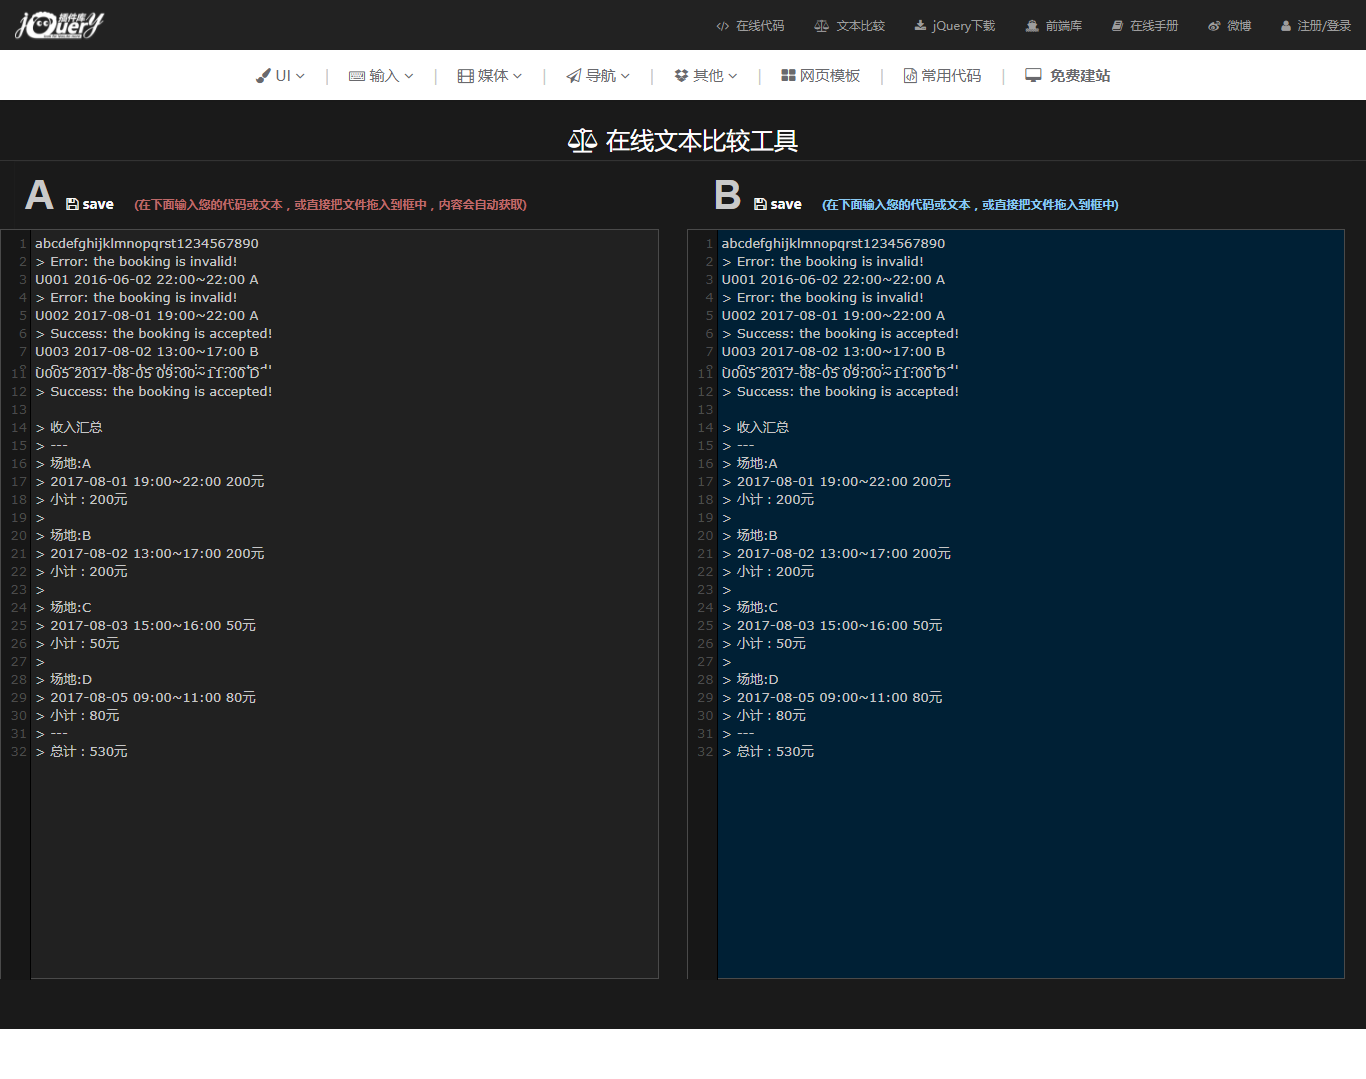 jQuery 插件库
在线代码 文本比较 jQuery下载 前端库 在线手册 微博 注册/登录
UI | 输入 | 媒体 | 导航 | 其他 | 网页模板 | 常用代码 | 免费建站
在线文本比较工具
A save (在下面输入您的代码或文本，或直接把文件拖入到框中，内容会自动获取)
1 abcdefghijklmnopqrst1234567890
2 > Error: the booking is invalid!
3 U001 2016-06-02 22:00~22:00 A
4 > Error: the booking is invalid!
5 U002 2017-08-01 19:00~22:00 A
6 > Success: the booking is accepted!
7 U003 2017-08-02 13:00~17:00 B
11 U005 2017-08-05 09:00~11:00 D
12 > Success: the booking is accepted!
13
14 > 收入汇总
15 > ---
16 > 场地:A
17 > 2017-08-01 19:00~22:00 200元
18 > 小计：200元
19 >
20 > 场地:B
21 > 2017-08-02 13:00~17:00 200元
22 > 小计：200元
23 >
24 > 场地:C
25 > 2017-08-03 15:00~16:00 50元
26 > 小计：50元
27 >
28 > 场地:D
29 > 2017-08-05 09:00~11:00 80元
30 > 小计：80元
31 > ---
32 > 总计：530元
B save (在下面输入您的代码或文本，或直接把文件拖入到框中)
1 abcdefghijklmnopqrst1234567890
2 > Error: the booking is invalid!
3 U001 2016-06-02 22:00~22:00 A
4 > Error: the booking is invalid!
5 U002 2017-08-01 19:00~22:00 A
6 > Success: the booking is accepted!
7 U003 2017-08-02 13:00~17:00 B
11 U005 2017-08-05 09:00~11:00 D
12 > Success: the booking is accepted!
13
14 > 收入汇总
15 > ---
16 > 场地:A
17 > 2017-08-01 19:00~22:00 200元
18 > 小计：200元
19 >
20 > 场地:B
21 > 2017-08-02 13:00~17:00 200元
22 > 小计：200元
23 >
24 > 场地:C
25 > 2017-08-03 15:00~16:00 50元
26 > 小计：50元
27 >
28 > 场地:D
29 > 2017-08-05 09:00~11:00 80元
30 > 小计：80元
31 > ---
32 > 总计：530元